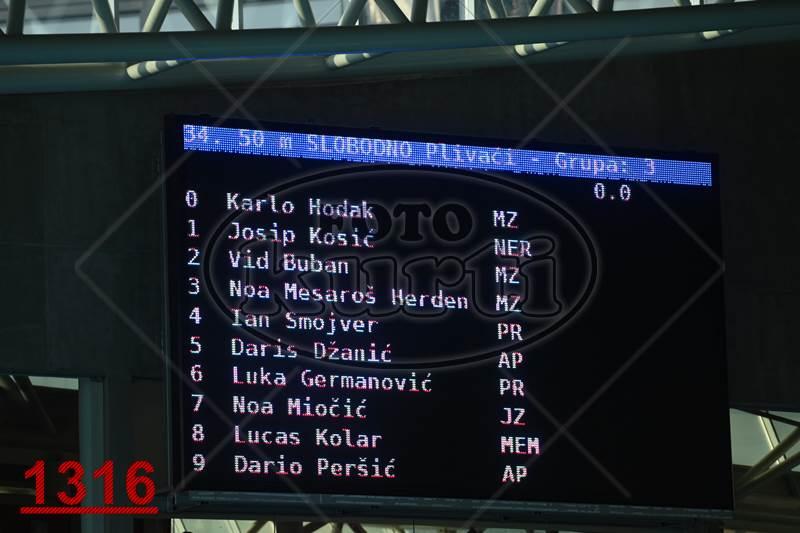 34. 50 m SLOBODNO Plivači - Grupa: 3
0.0
0 Karlo Hodak MZ
1 Josip Kosić NER
2 Vid Buban MZ
3 Noa Mesaroš Herden MZ
4 Ian Smojver PR
5 Daris Džanić AP
6 Luka Germanović PR
7 Noa Miočić JZ
8 Lucas Kolar MEM
9 Dario Peršić AP
FOTO
Kurti
1316